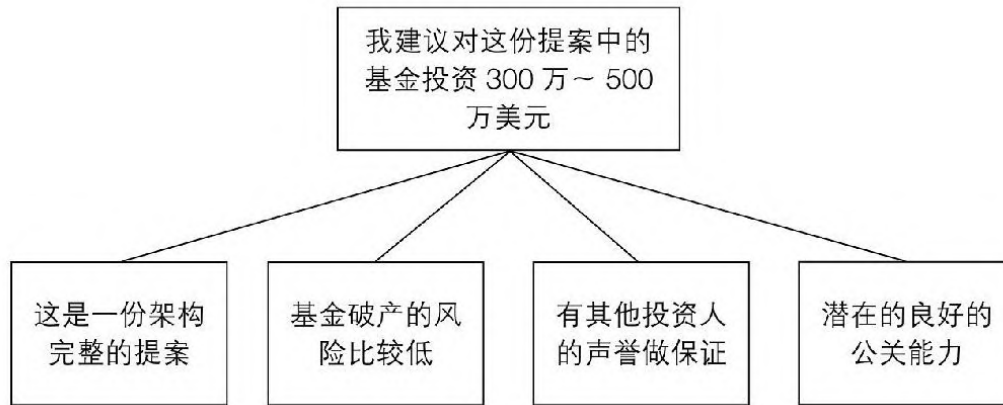 我建议对这份提案中的
基金投资 300 万～ 500
万美元
这是一份架构
完整的提案
基金破产的风
险比较低
有其他投资人
的声誉做保证
潜在的良好的
公关能力